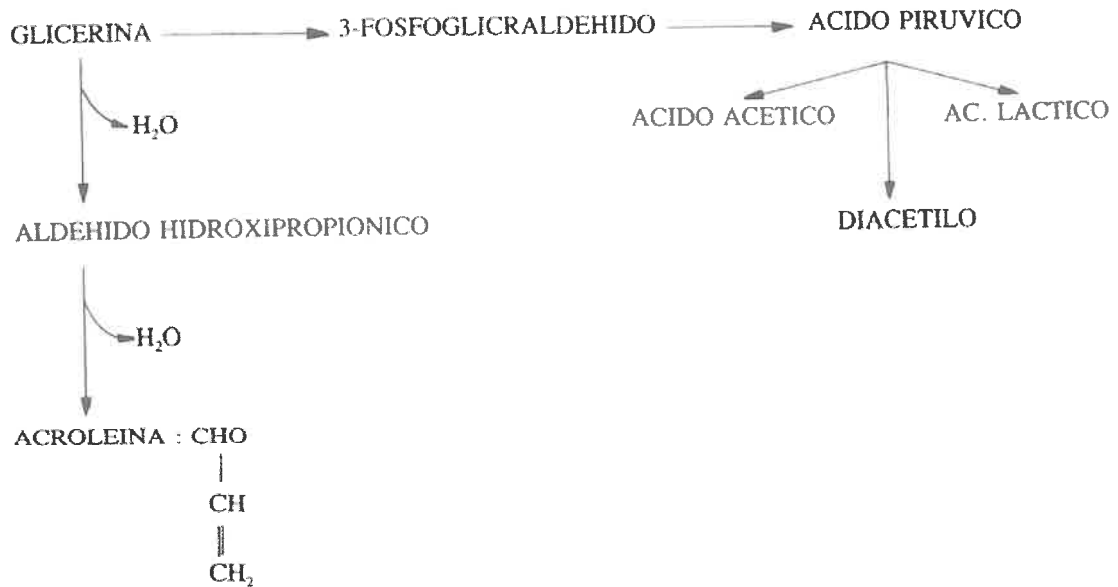 GLICERINA 3-FOSFOGLICRALDEHIDO ACIDO PIRUVICO
H₂O
ACIDO ACETICO AC. LACTICO
ALDEHIDO HIDROXIPROPIONICO
DIACETILO
H₂O
ACROLEINA : CHO
CH
CH₂